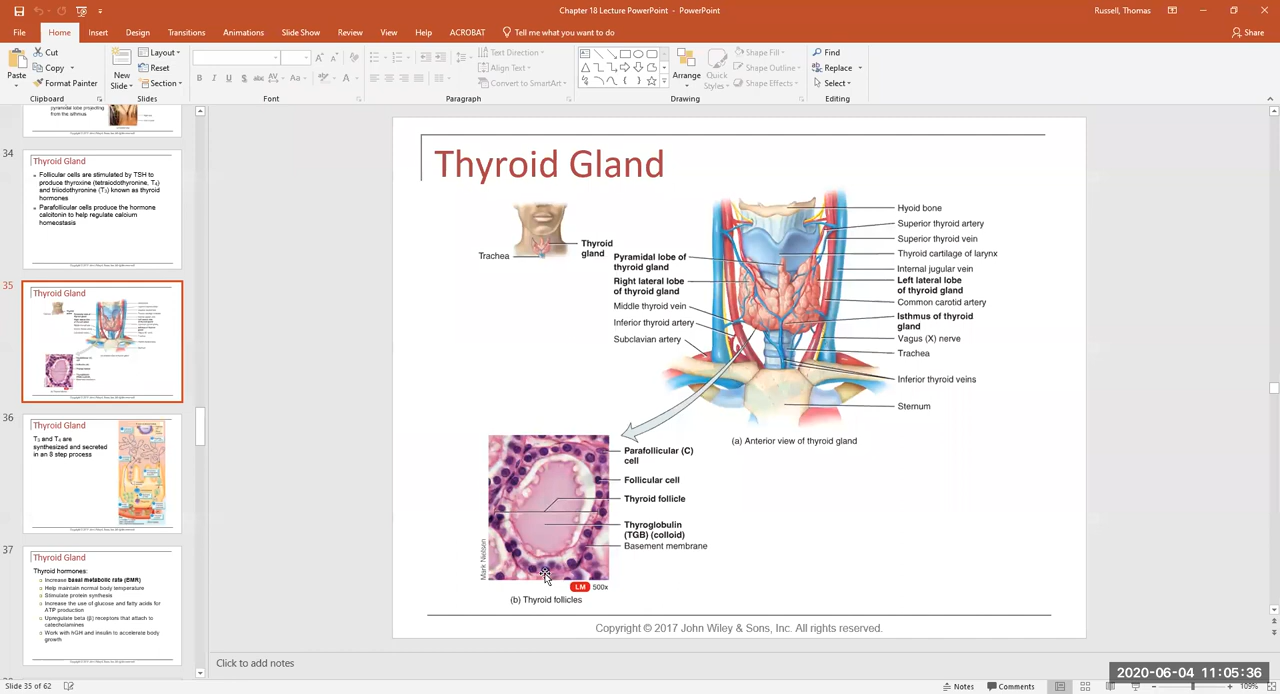 Chapter 18 Lecture PowerPoint - PowerPoint
Russell, Thomas
File Home Insert Design Transitions Animations Slide Show Review View Help ACROBAT Tell me what you want to do
Share
Paste
Cut
Copy
Format Painter
Clipboard
New
Slide
Layout
Reset
Section
Slides
Font
Text Direction
Align Text
Convert to SmartArt
Paragraph
Arrange
Quick
Styles
Shape Fill
Shape Outline
Shape Effects
Drawing
Find
Replace
Select
Editing
pyramidal lobe projecting
from the isthmus
34
Thyroid Gland
Follicular cells are stimulated by TSH to
produce thyroxine (tetraiodothyronine, T4)
and triiodothyronine (T3) known as thyroid
hormones
Parafollicular cells produce the hormone
calcitonin to help regulate calcium
homeostasis
35
Thyroid Gland
36
Thyroid Gland
T3 and T4 are
synthesized and secreted
in an 8 step process
37
Thyroid Gland
Thyroid hormones:
Increase basal metabolic rate (BMR)
Help maintain normal body temperature
Stimulate protein synthesis
Increase the use of glucose and fatty acids for
ATP production
Upregulate beta (β) receptors that attach to
catecholamines
Work with hGH and insulin to accelerate body
growth
Thyroid Gland
Trachea
Thyroid
gland
Pyramidal lobe of
thyroid gland
Right lateral lobe
of thyroid gland
Middle thyroid vein
Inferior thyroid artery
Subclavian artery
Hyoid bone
Superior thyroid artery
Superior thyroid vein
Thyroid cartilage of larynx
Internal jugular vein
Left lateral lobe
of thyroid gland
Common carotid artery
Isthmus of thyroid
gland
Vagus (X) nerve
Trachea
Inferior thyroid veins
Sternum
(a) Anterior view of thyroid gland
Parafollicular (C)
cell
Follicular cell
Thyroid follicle
Thyroglobulin
(TGB) (colloid)
Basement membrane
Mark Nielsen
LM 500x
(b) Thyroid follicles
Copyright © 2017 John Wiley & Sons, Inc. All rights reserved.
Click to add notes
2020-06-04 11:05:36
Slide 35 of 62
Notes
Comments
109%